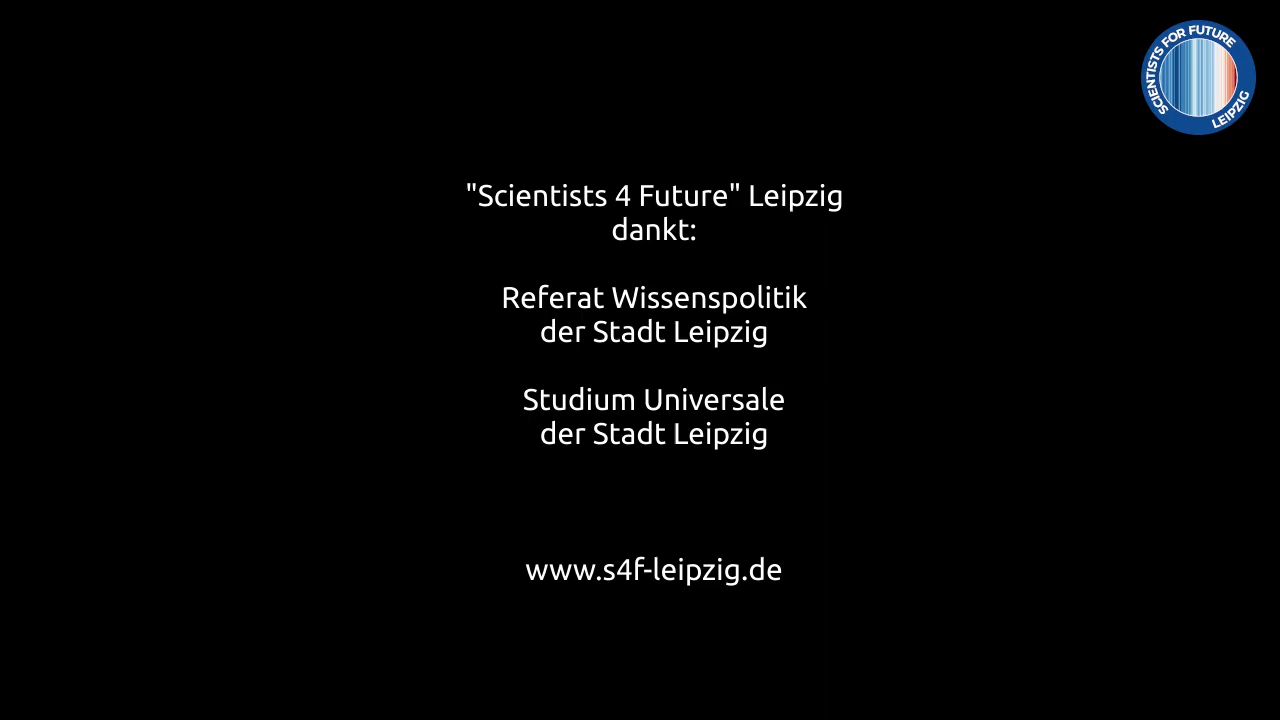 SCIENTISTS FOR FUTURE
LEIPZIG
"Scientists 4 Future" Leipzig
dankt:
Referat Wissenspolitik
der Stadt Leipzig
Studium Universale
der Stadt Leipzig
www.s4f-leipzig.de